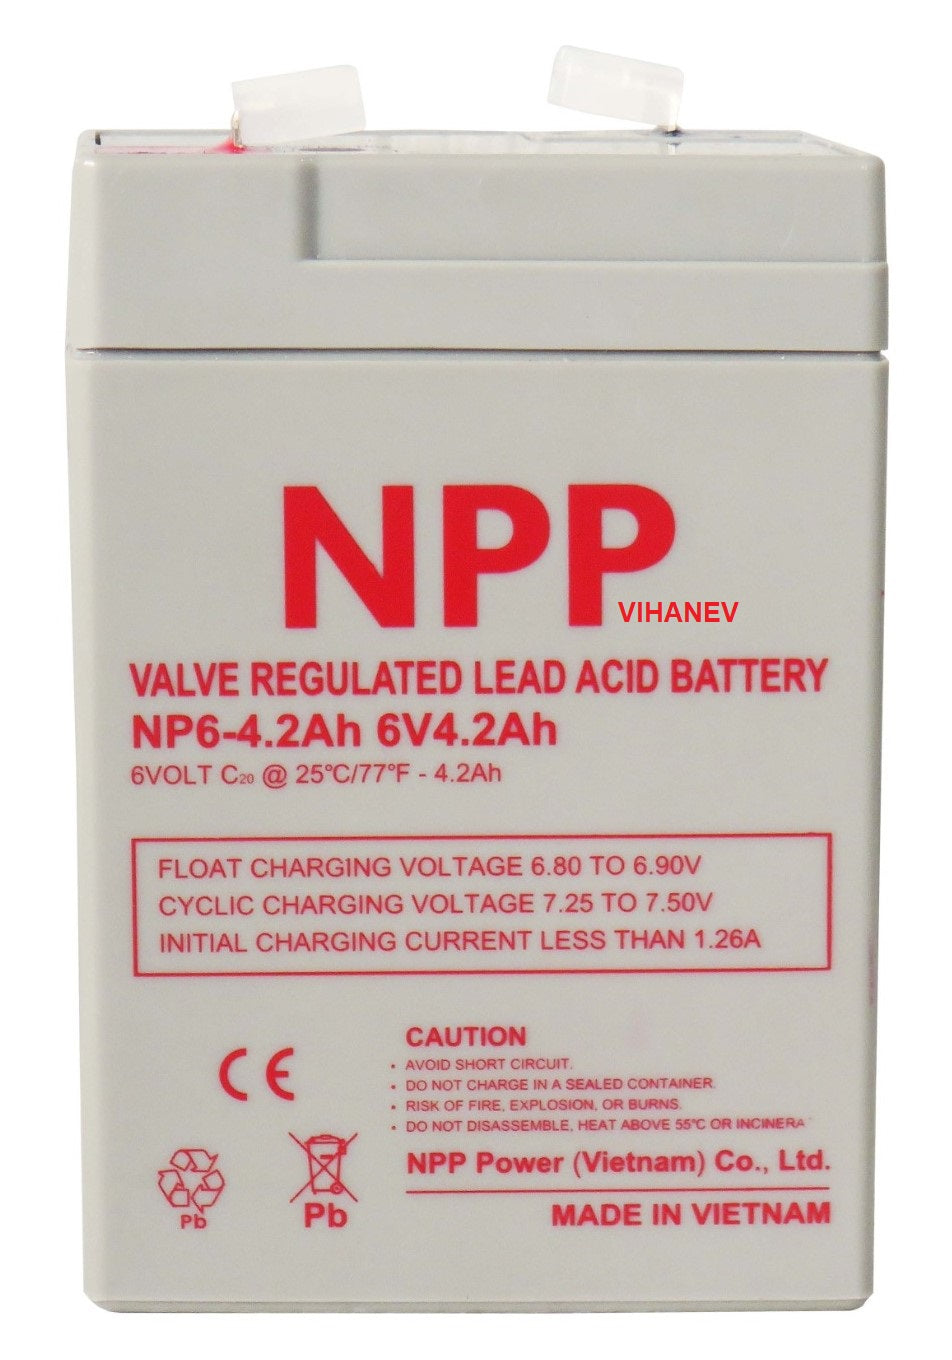 NPP
VIHANEV
VALVE REGULATED LEAD ACID BATTERY
NP6-4.2Ah 6V4.2Ah
6VOLT C₂₀ @ 25℃/77℉ - 4.2Ah
FLOAT CHARGING VOLTAGE 6.80 TO 6.90V
CYCLIC CHARGING VOLTAGE 7.25 TO 7.50V
INITIAL CHARGING CURRENT LESS THAN 1.26A
CAUTION
• AVOID SHORT CIRCUIT.
• DO NOT CHARGE IN A SEALED CONTAINER.
• RISK OF FIRE, EXPLOSION, OR BURNS.
• DO NOT DISASSEMBLE, HEAT ABOVE 55℃ OR INCINERA
CE
Pb
Pb
NPP Power (Vietnam) Co., Ltd.
MADE IN VIETNAM